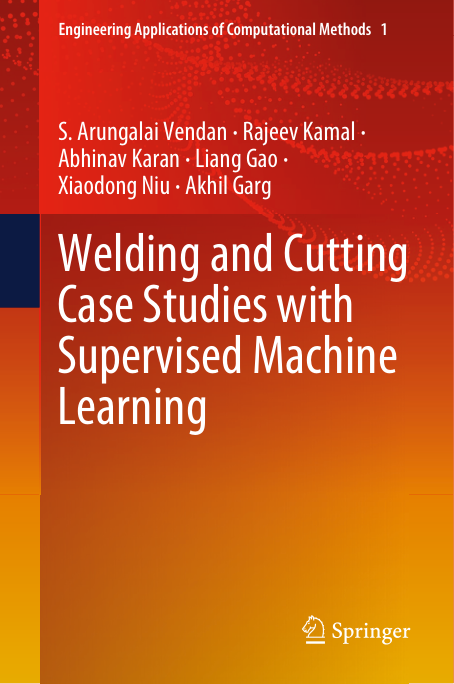 Engineering Applications of Computational Methods 1
S. Arungalai Vendan · Rajeev Kamal ·
Abhinav Karan · Liang Gao ·
Xiaodong Niu · Akhil Garg
Welding and Cutting
Case Studies with
Supervised Machine
Learning
Springer